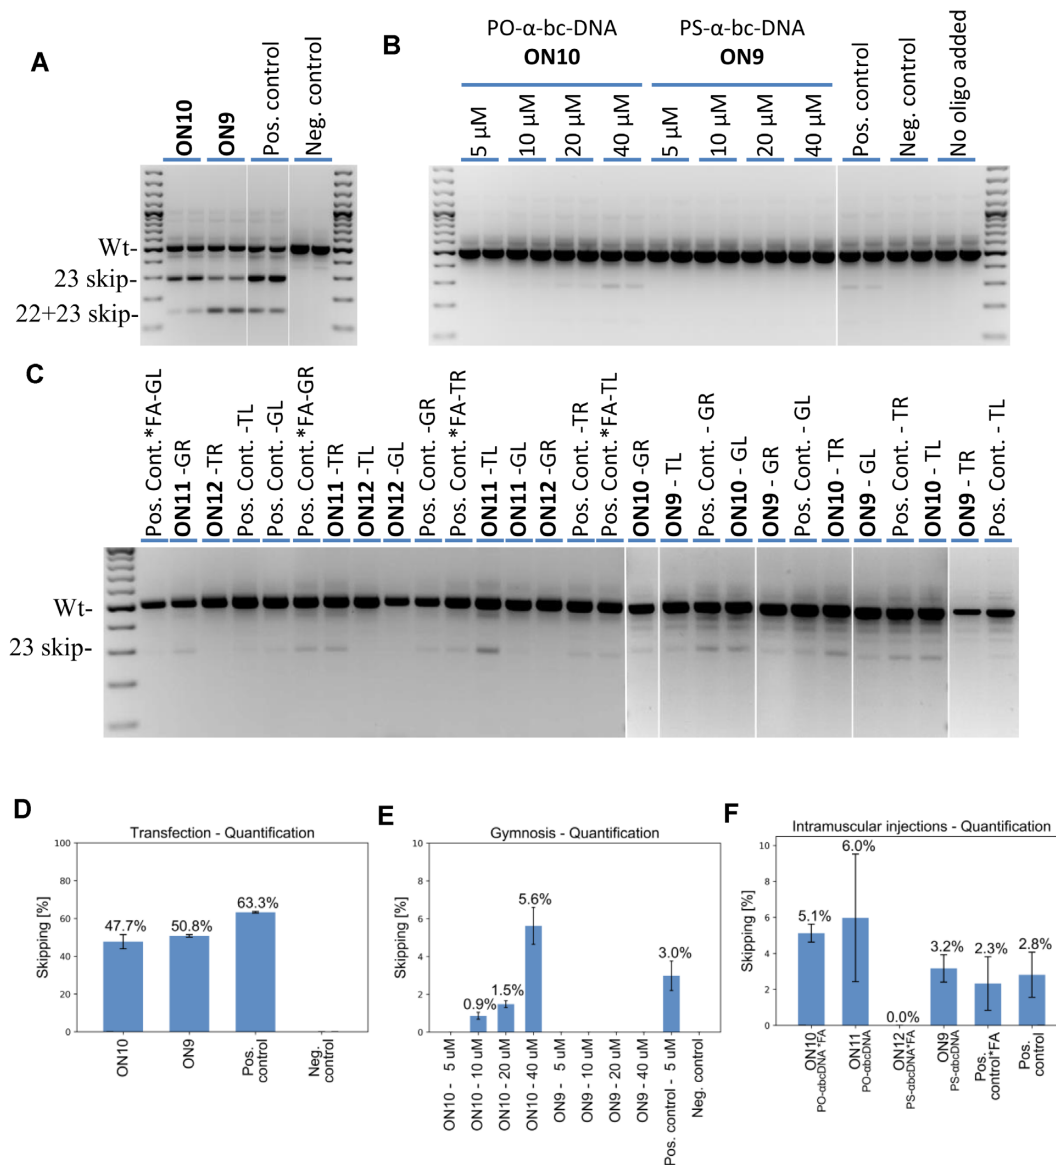 A
ON10
ON9
Pos. control
Neg. control
Wt-
23 skip-
22+23 skip-
B
PO-α-bc-DNA
ON10
PS-α-bc-DNA
ON9
5 μM
10 μM
20 μM
40 μM
5 μM
10 μM
20 μM
40 μM
Pos. control
Neg. control
No oligo added
C
Pos. Cont.*FA-GL
ON11 -GR
ON12 -TR
Pos. Cont. -TL
Pos. Cont. -GL
Pos. Cont.*FA-GR
ON11 -TR
ON12 -TL
ON12 -GL
Pos. Cont. -GR
Pos. Cont.*FA-TR
ON11 - TL
ON11 - GL
ON12 - GR
Pos. Cont. -TR
Pos. Cont.*FA-TL
ON10 - GR
ON9 - TL
Pos. Cont. - GR
ON10 - GL
ON9 - GR
Pos. Cont. - GL
ON10 - TR
ON9 - GL
Pos. Cont. - TR
ON10 - TL
ON9 - TR
Pos. Cont. - TL
Wt-
23 skip-
D
Transfection - Quantification
Skipping [%]
100
80
60
40
20
0
47.7%
50.8%
63.3%
ON10
ON9
Pos.
control
Neg.
control
E
Gymnosis - Quantification
Skipping [%]
10
8
6
4
2
0
0.9%
1.5%
5.6%
3.0%
ON10 - 5 uM
ON10 - 10 uM
ON10 - 20 uM
ON10 - 40 uM
ON9 - 5 uM
ON9 - 10 uM
ON9 - 20 uM
ON9 - 40 uM
Pos. control - 5 uM
Neg. control
F
Intramuscular injections - Quantification
Skipping [%]
10
8
6
4
2
0
5.1%
6.0%
0.0%
3.2%
2.3%
2.8%
ON10
PO-αbcDNA*FA
ON11
PO-αbcDNA
ON12
PS-αbcDNA*FA
ON9
PS-αbcDNA
Pos.
control*FA
Pos.
control